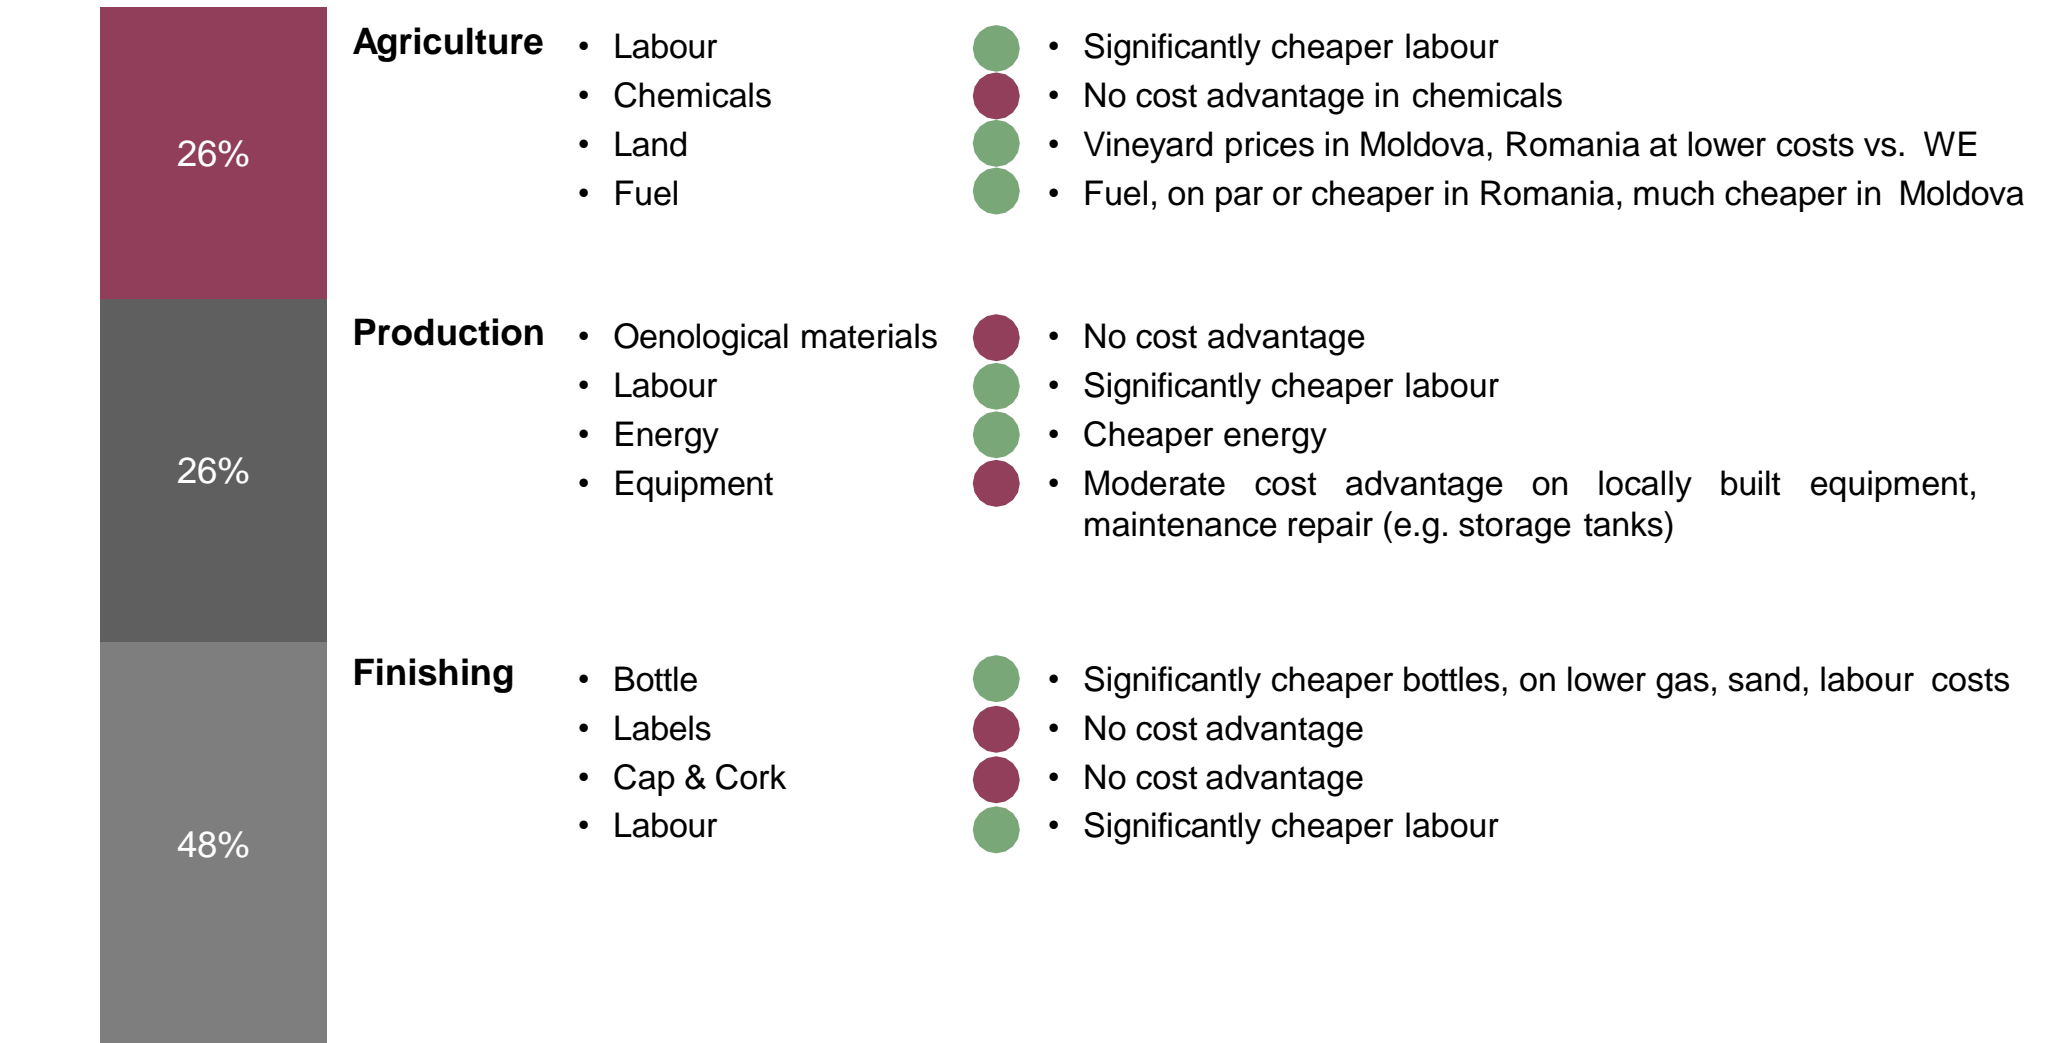 Agriculture • Labour • Significantly cheaper labour
• Chemicals • No cost advantage in chemicals
26% • Land • Vineyard prices in Moldova, Romania at lower costs vs. WE
• Fuel • Fuel, on par or cheaper in Romania, much cheaper in Moldova
Production • Oenological materials • No cost advantage
• Labour • Significantly cheaper labour
• Energy • Cheaper energy
26% • Equipment • Moderate cost advantage on locally built equipment,
maintenance repair (e.g. storage tanks)
Finishing • Bottle • Significantly cheaper bottles, on lower gas, sand, labour costs
• Labels • No cost advantage
• Cap & Cork • No cost advantage
• Labour • Significantly cheaper labour
48%